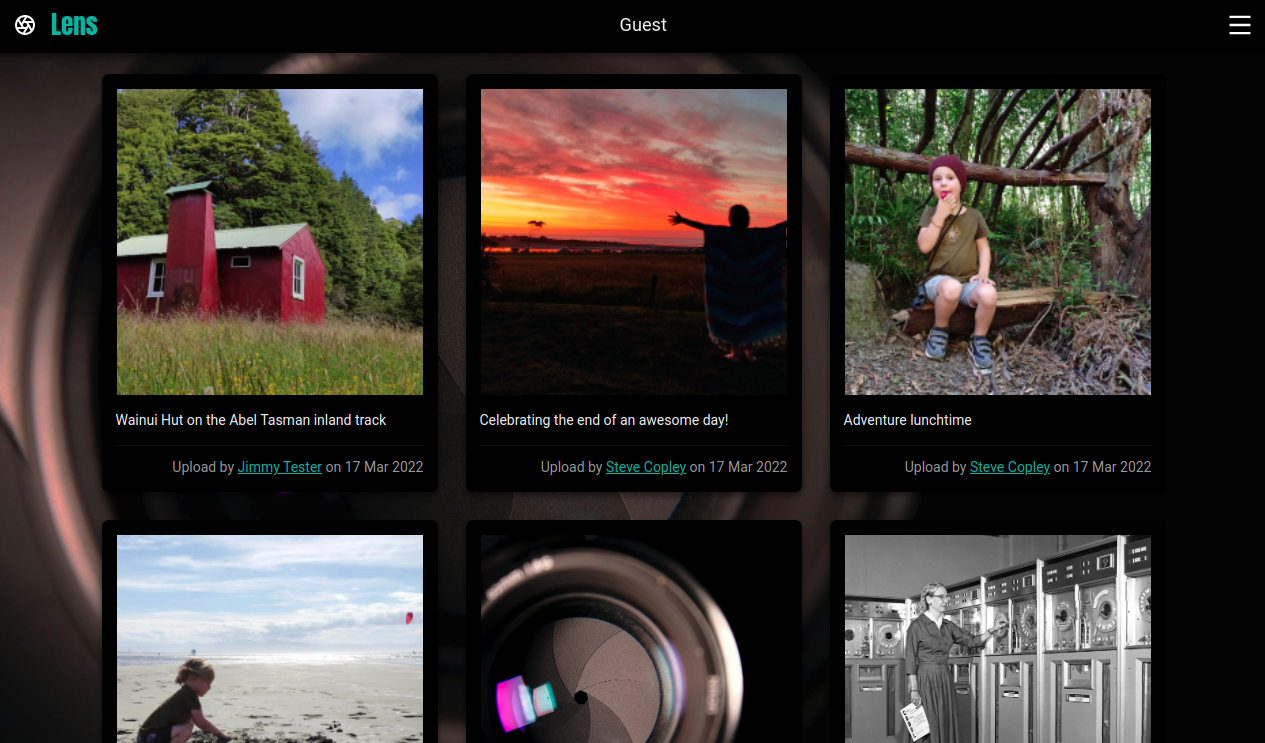 Lens
Guest
Wainui Hut on the Abel Tasman inland track
Upload by Jimmy Tester on 17 Mar 2022
Celebrating the end of an awesome day!
Upload by Steve Copley on 17 Mar 2022
Adventure lunchtime
Upload by Steve Copley on 17 Mar 2022